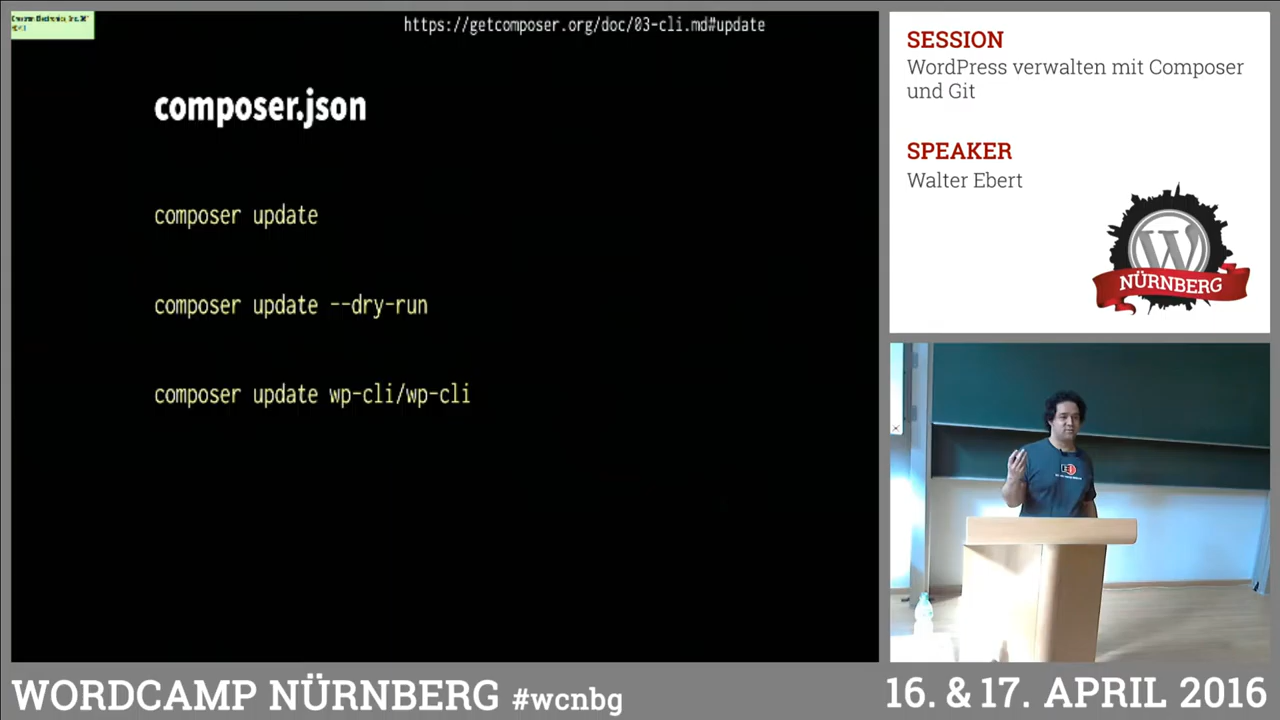 https://getcomposer.org/doc/03-cli.md#update
composer.json
composer update
composer update --dry-run
composer update wp-cli/wp-cli
SESSION
WordPress verwalten mit Composer
und Git
SPEAKER
Walter Ebert
W
NÜRNBERG
WORDCAMP NÜRNBERG #wcnbg
16. & 17. APRIL 2016